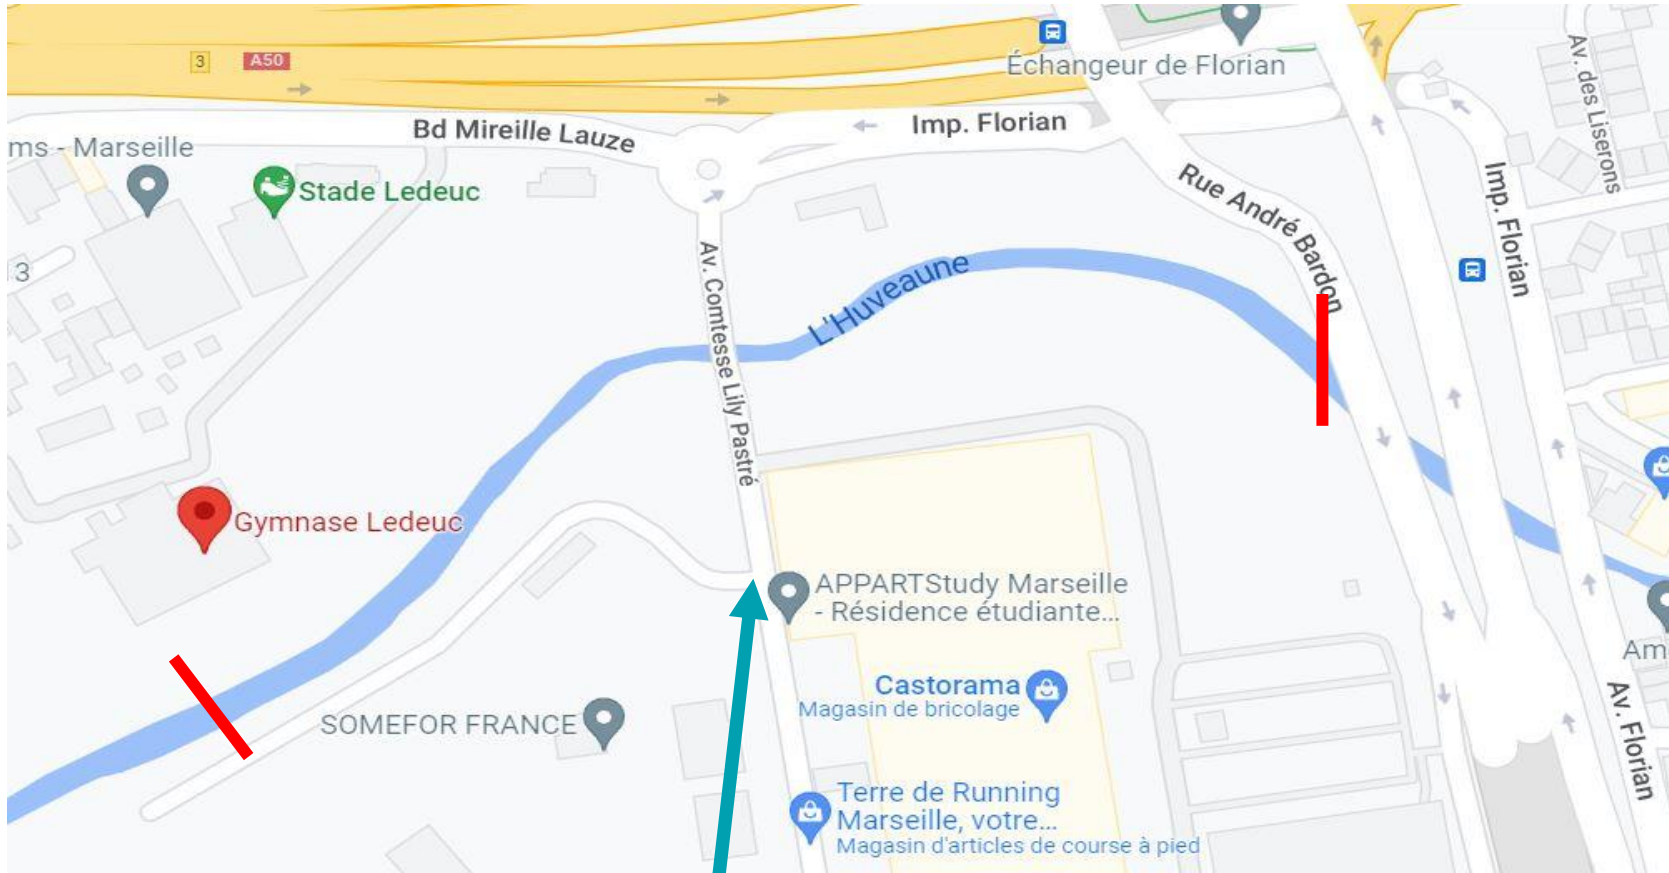 3
A50
Échangeur de Florian
Av. des Liserons
Bd Mireille Lauze
Imp. Florian
ms - Marseille
Stade Ledeuc
Rue André Bardon
Imp. Florian
3
L'Huveaune
Av. Comtesse Lily Pastré
Gymnase Ledeuc
APPARTStudy Marseille
- Résidence étudiante...
Am
Castorama
Magasin de bricolage
SOMEFOR FRANCE
Av. Florian
Terre de Running
Marseille, votre...
Magasin d'articles de course à pied